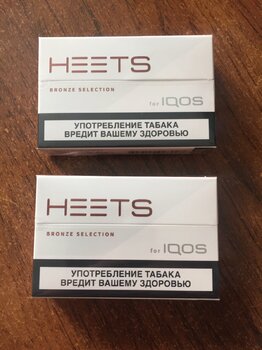 HEETS
BRONZE SELECTION
for IQOS
УПОТРЕБЛЕНИЕ ТАБАКА
ВРЕДИТ ВАШЕМУ ЗДОРОВЬЮ
HEETS
BRONZE SELECTION
for IQOS
УПОТРЕБЛЕНИЕ ТАБАКА
ВРЕДИТ ВАШЕМУ ЗДОРОВЬЮ